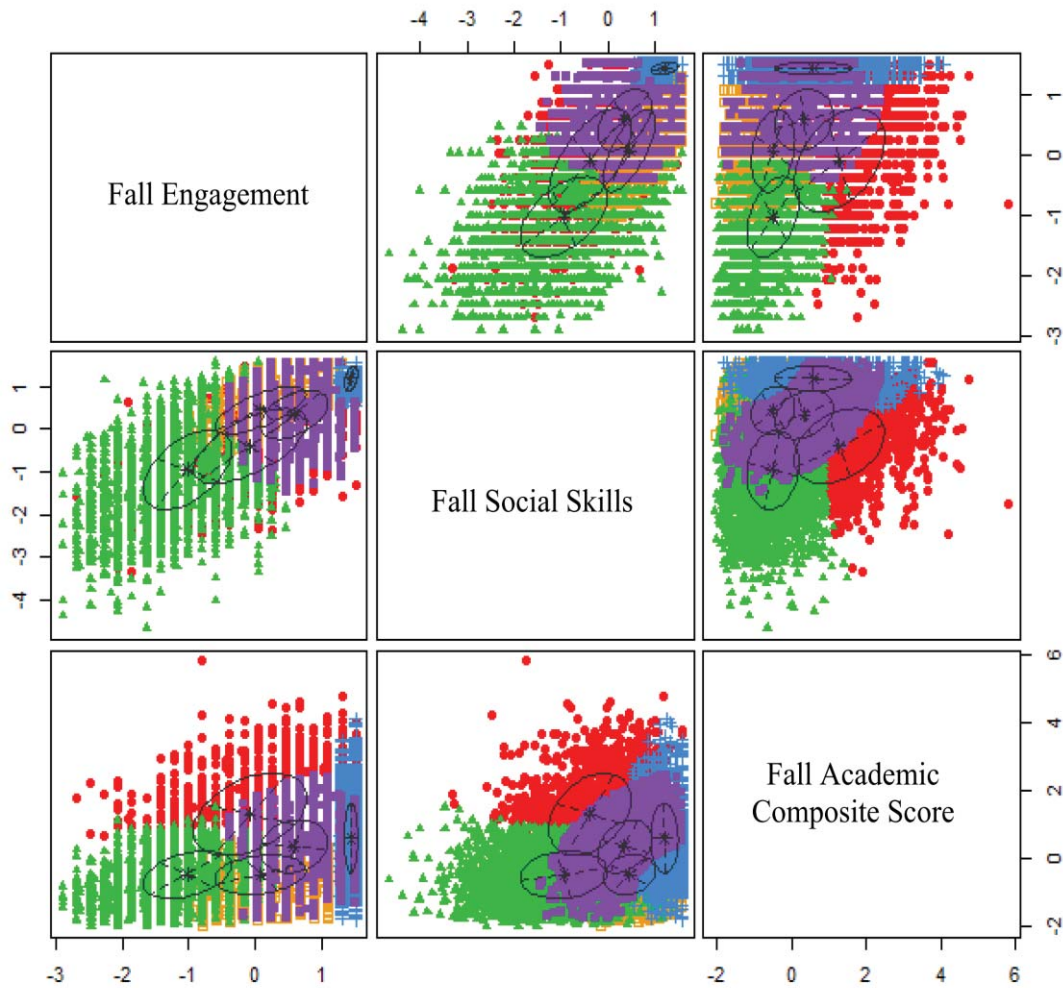 -4 -3 -2 -1 0 1
Fall Engagement
1
0
-1
-2
-3
1
0
-1
-2
-3
-4
Fall Social Skills
6
4
2
0
-2
Fall Academic
Composite Score
-3 -2 -1 0 1
-2 0 2 4 6